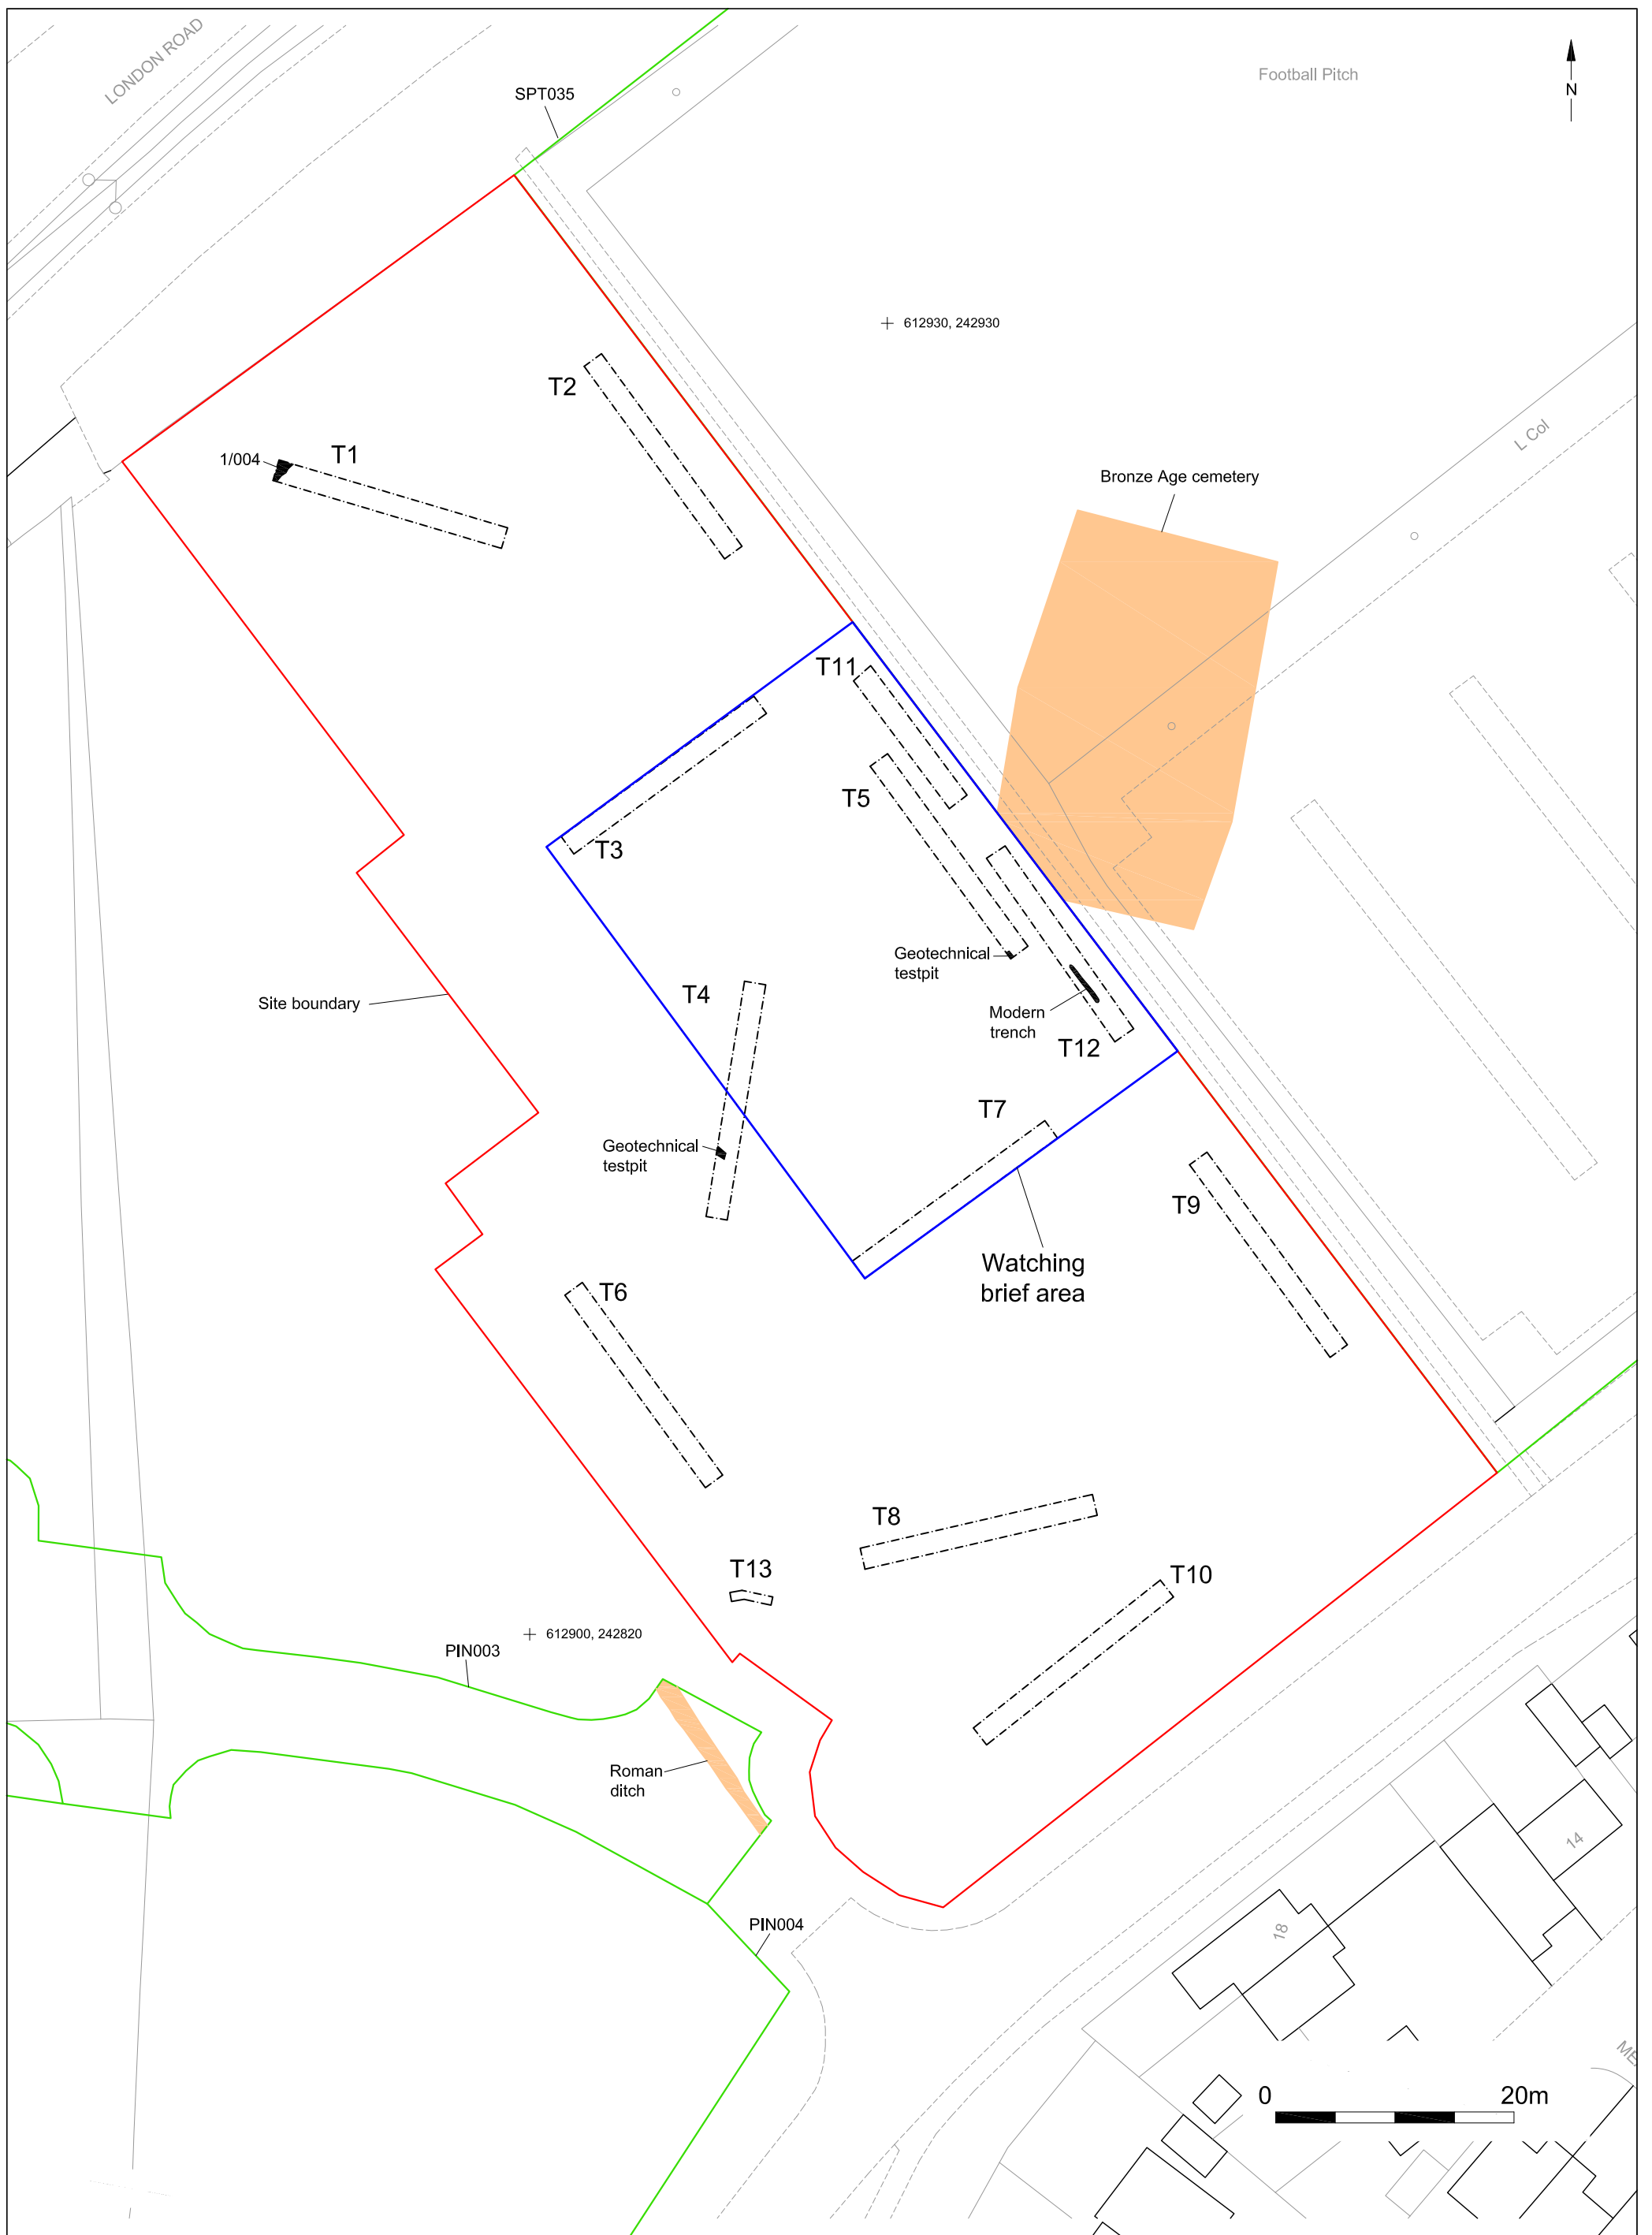 LONDON ROAD
SPT035
Football Pitch
N
612930, 242930
T2
T1
1/004
L Col
Bronze Age cemetery
T11
T5
T3
Geotechnical
testpit
T4
Site boundary
Modern
trench
T12
T7
Geotechnical
testpit
T9
Watching
brief area
T6
T8
T13
T10
612900, 242820
PIN003
Roman
ditch
14
PIN004
18
0
20m